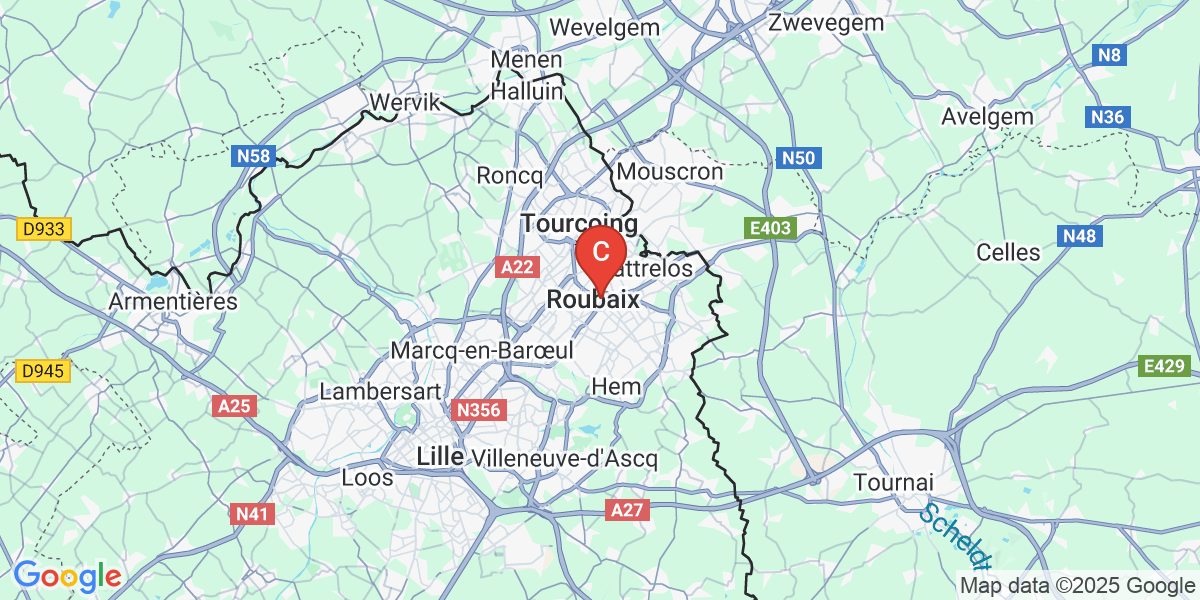 Wevelgem
Zwevegem
Menen
N8
Halluin
Wervik
Avelgem
N36
N58
N50
Roncq
Mouscron
D933
Tourcoing
E403
N48
C
Celles
A22
ttrelos
Armentières
Roubaix
Marcq-en-Barœul
E429
D945
Lambersart
Hem
A25
N356
Lille
Villeneuve-d'Ascq
Loos
Tournai
N41
A27
Scheldt
Google
Map data ©2025 Google